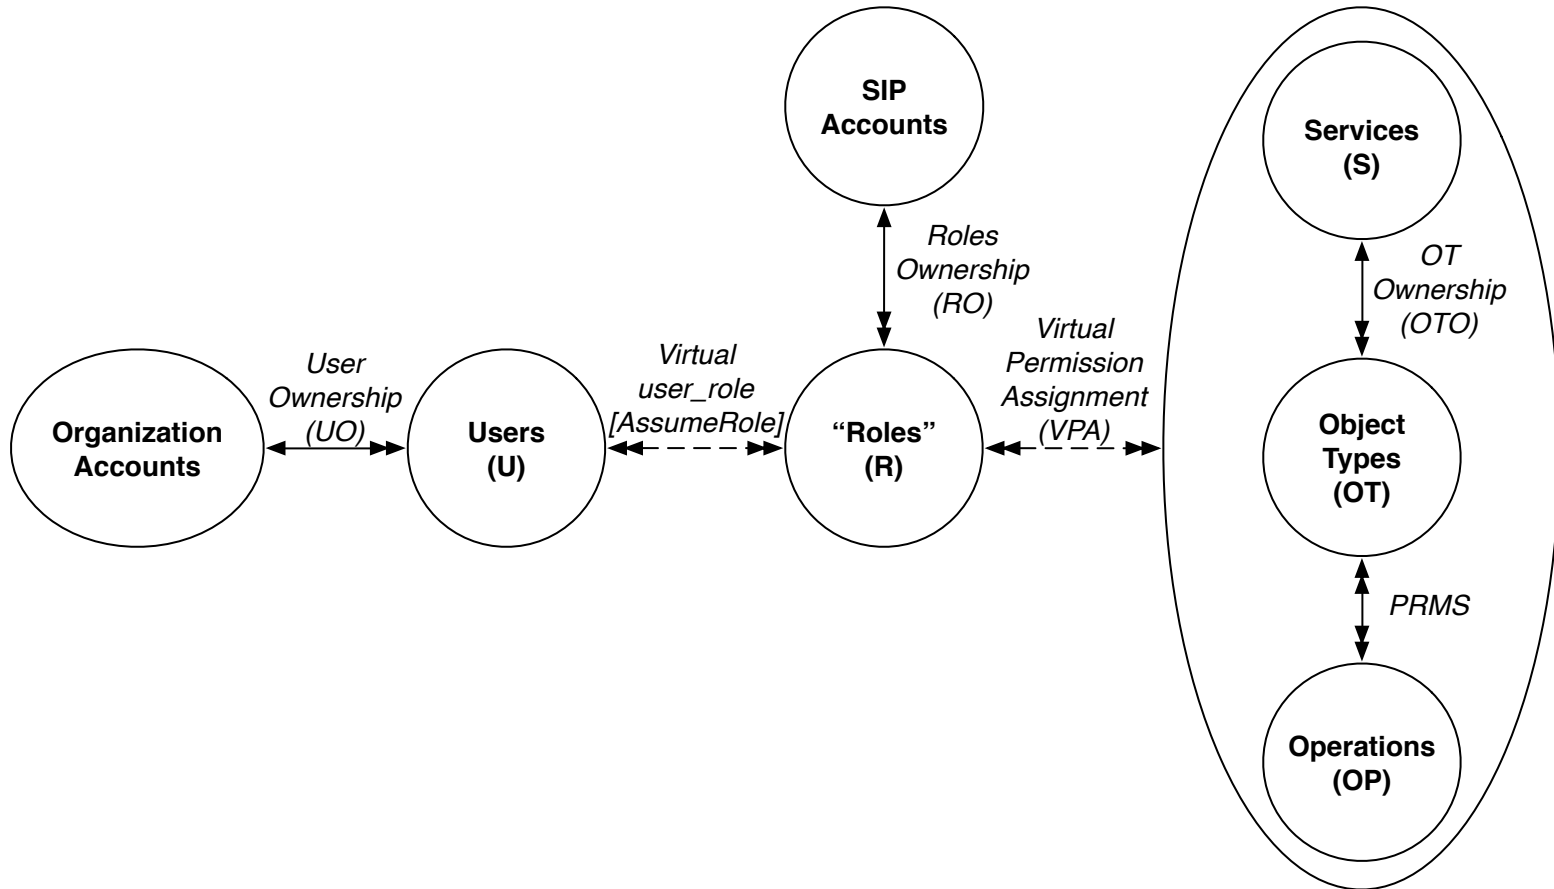 SIP
Accounts
Services
(S)
Roles
Ownership
(RO)
OT
Ownership
(OTO)
User
Ownership
(UO)
Virtual
user_role
[AssumeRole]
Virtual
Permission
Assignment
(VPA)
Organization
Accounts
Users
(U)
“Roles”
(R)
Object
Types
(OT)
PRMS
Operations
(OP)